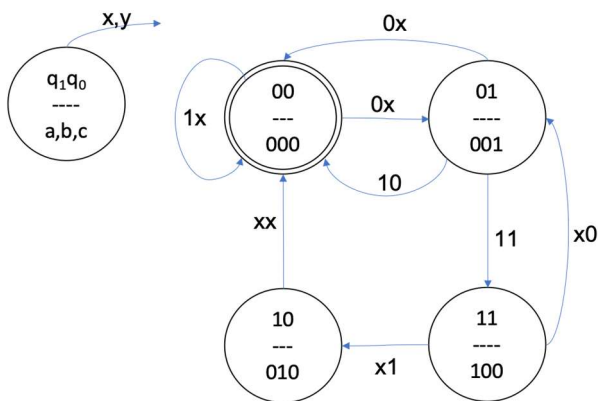 x,y
q₁q₀
----
a,b,c
0x
1x
00
---
000
0x
01
----
001
10
xx
11
x0
10
---
010
x1
11
----
100